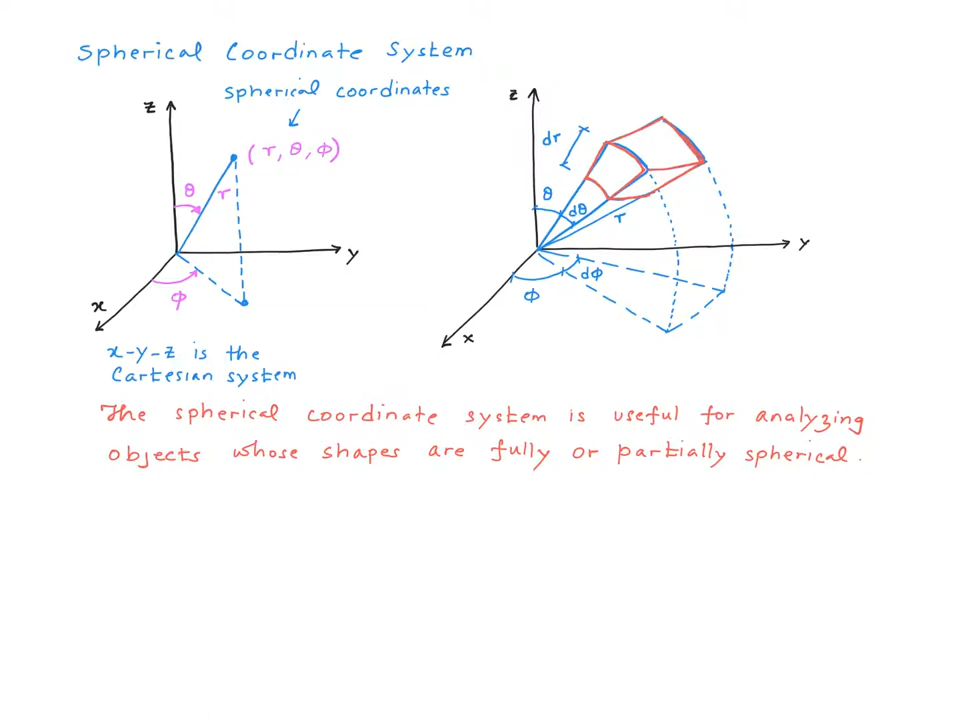 Spherical Coordinate System
spherical coordinates
z
(r, θ, φ)
θ
r
y
φ
x
x-y-z is the
Cartesian system
z
dr
θ
dθ
r
y
dφ
φ
x
The spherical coordinate system is useful for analyzing
objects whose shapes are fully or partially spherical.